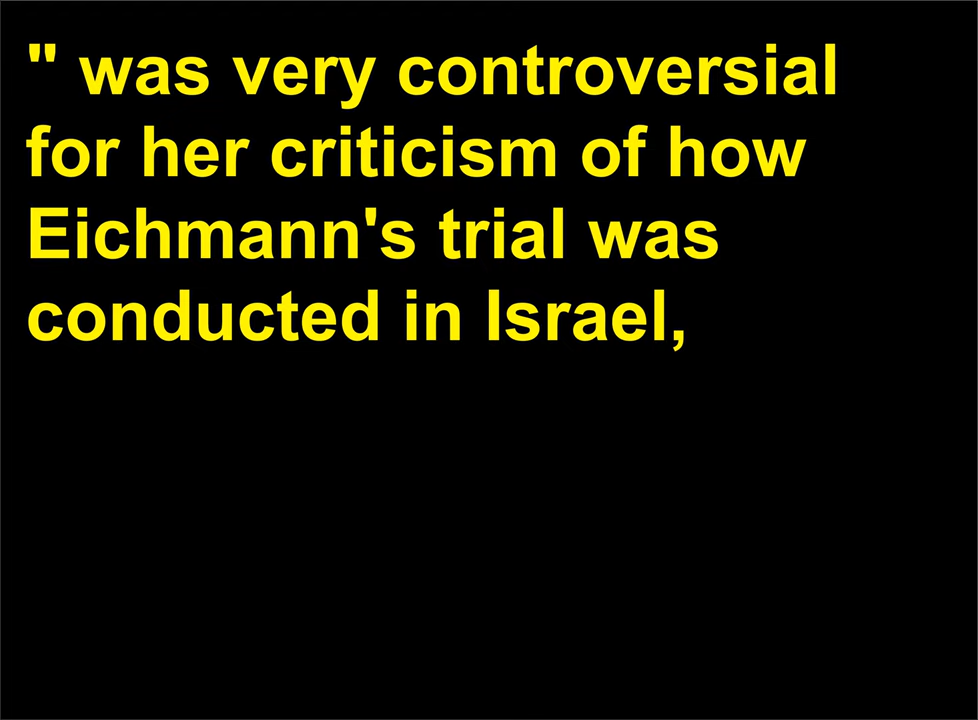 " was very controversial
for her criticism of how
Eichmann's trial was
conducted in Israel,